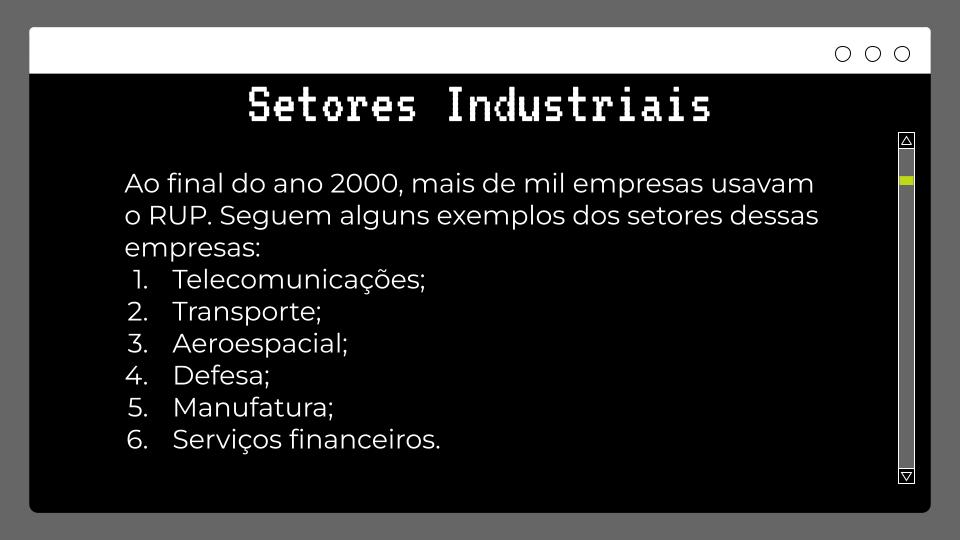 Setores Industriais
Ao final do ano 2000, mais de mil empresas usavam
o RUP. Seguem alguns exemplos dos setores dessas
empresas:
1. Telecomunicações;
2. Transporte;
3. Aeroespacial;
4. Defesa;
5. Manufatura;
6. Serviços financeiros.